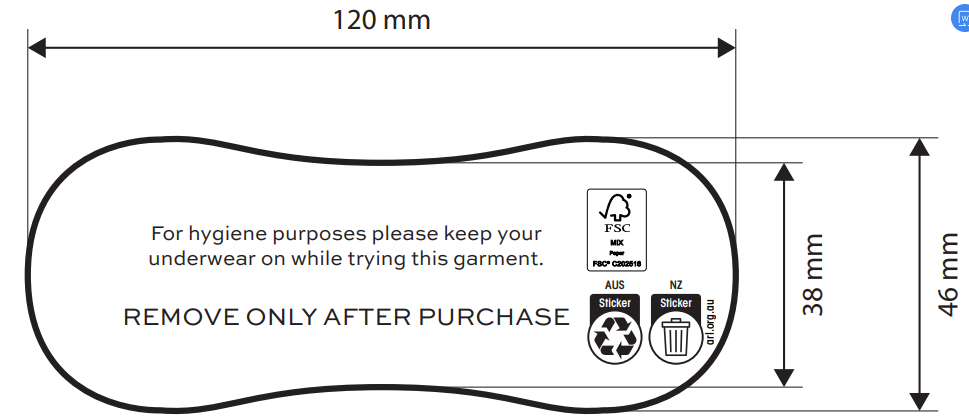 120 mm
For hygiene purposes please keep your
underwear on while trying this garment.
REMOVE ONLY AFTER PURCHASE
FSC
MIX
Paper
FSC® C202518
AUS
NZ
Sticker
Sticker
arl.org.au
38 mm
46 mm
W